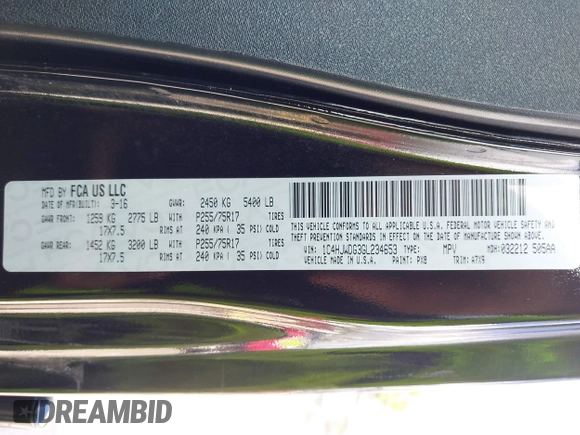 MFD BY FCA US LLC
DATE OF MFR(BUILT): 3-16 GVWR: 2450 KG 5400 LB
GAWR FRONT: 1259 KG 2775 LB WITH P255/75R17 TIRES
17X7.5 RIMS AT 240 KPA ( 35 PSI) COLD
GAWR REAR: 1452 KG 3200 LB WITH P255/75R17 TIRES
17X7.5 RIMS AT 240 KPA ( 35 PSI) COLD
THIS VEHICLE CONFORMS TO ALL APPLICABLE U.S.A. FEDERAL MOTOR VEHICLE SAFETY, BUMPER AND THEFT PREVENTION STANDARDS IN EFFECT ON THE DATE OF MANUFACTURE SHOWN ABOVE.
VIN: 1C4HJWDG3GL234653 TYPE: MPV MDH: 032212 505AA
VEHICLE MADE IN U.S.A. PAINT: PX8 TRIM: A7X9
DREAMBID